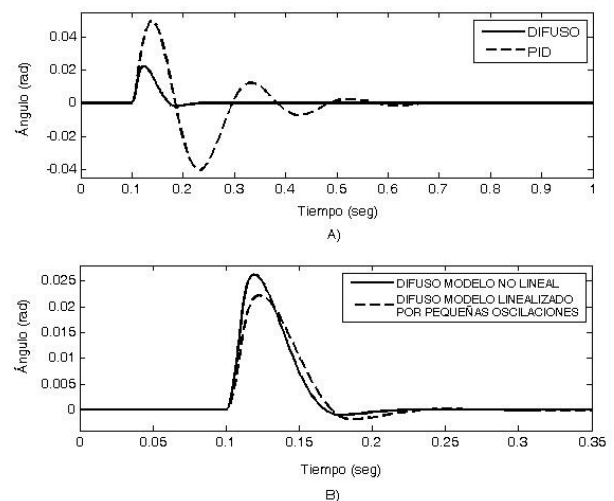 DIFUSO
PID
Ángulo (rad)
0.04
0.02
0
-0.02
-0.04
0 0.1 0.2 0.3 0.4 0.5 0.6 0.7 0.8 0.9 1
Tiempo (seg)
A)
DIFUSO MODELO NO LINEAL
DIFUSO MODELO LINEALIZADO
POR PEQUEÑAS OSCILACIONES
Ángulo (rad)
0.025
0.02
0.015
0.01
0.005
0
0 0.05 0.1 0.15 0.2 0.25 0.3 0.35
Tiempo (seg)
B)